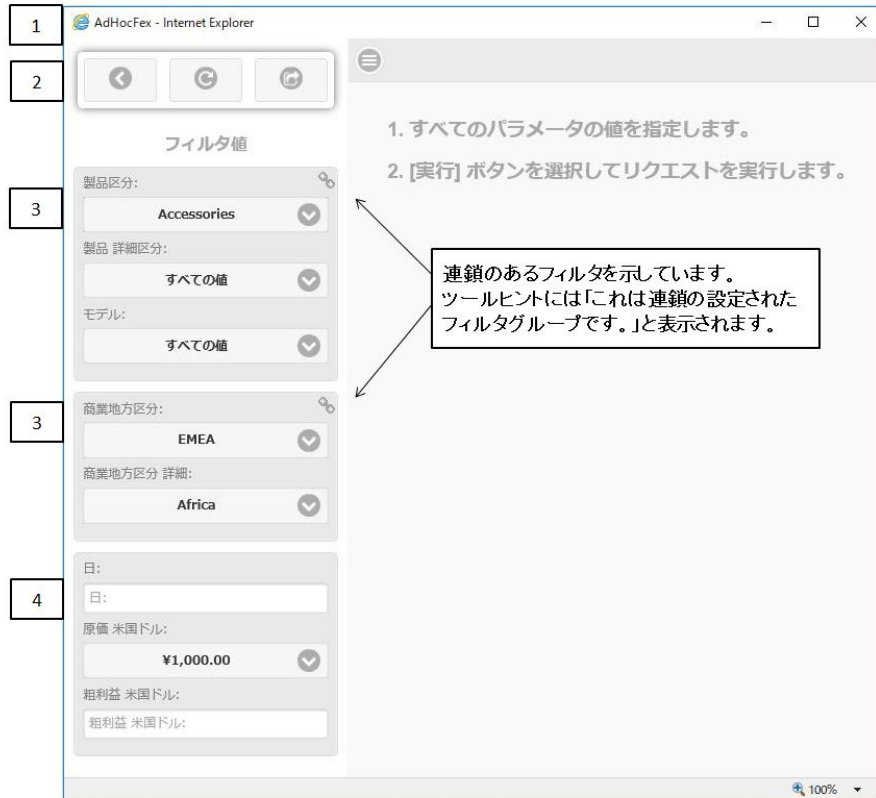 1
AdHocFex - Internet Explorer
2
フィルタ値
1. すべてのパラメータの値を指定します。
2. [実行] ボタンを選択してリクエストを実行します。
3
製品区分:
Accessories
製品 詳細区分:
すべての値
モデル:
すべての値
連鎖のあるフィルタを示しています。
ツールヒントには「これは連鎖の設定された
フィルタグループです。」と表示されます。
3
商業地方区分:
EMEA
商業地方区分 詳細:
Africa
4
日:
日:
原価 米国ドル:
¥1,000.00
粗利益 米国ドル:
粗利益 米国ドル:
100%